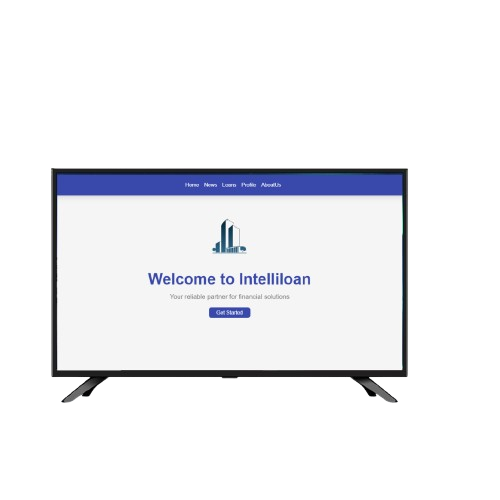 Home News Loans Profile AboutUs
Welcome to Intelliloan
Your reliable partner for financial solutions
Get Started